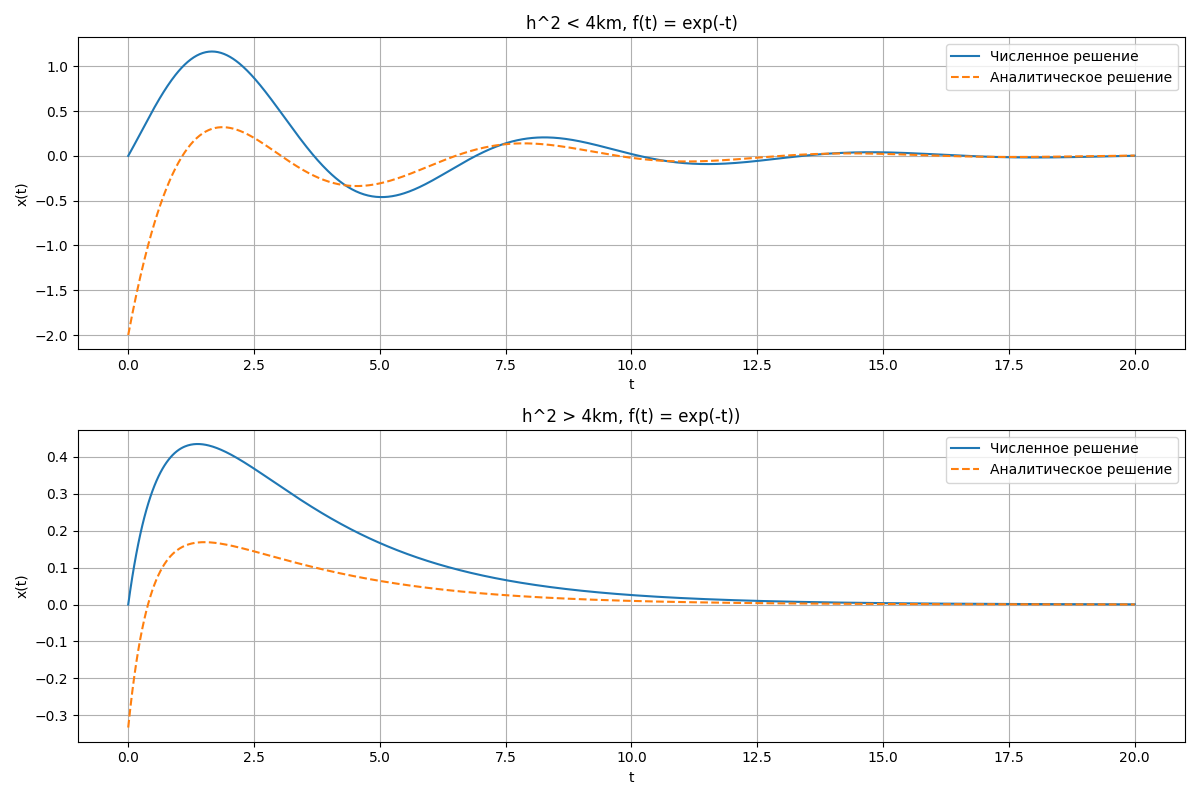 h^2 < 4km, f(t) = exp(-t)
x(t)
1.0
0.5
0.0
−0.5
−1.0
−1.5
−2.0
Численное решение
Аналитическое решение
0.0 2.5 5.0 7.5 10.0 12.5 15.0 17.5 20.0
t
h^2 > 4km, f(t) = exp(-t))
x(t)
0.4
0.3
0.2
0.1
0.0
−0.1
−0.2
−0.3
Численное решение
Аналитическое решение
0.0 2.5 5.0 7.5 10.0 12.5 15.0 17.5 20.0
t